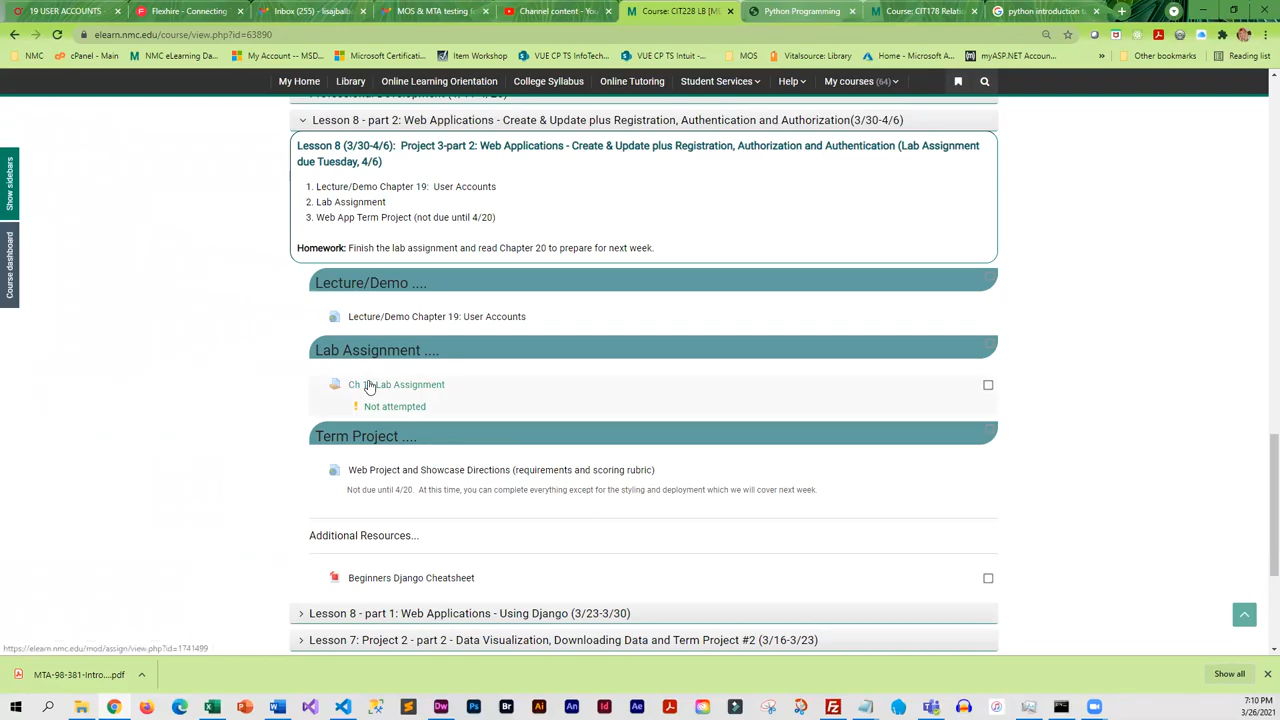 19 USER ACCOUNTS
Flexhire - Connecting
Inbox (255) - lisajbalb
MOS & MTA testing f
Channel content - You
Course: CIT228 LB [M
Python Programming
Course: CIT178 Relati
python introduction t
elearn.nmc.edu/course/view.php?id=63890
NMC
cPanel - Main
NMC eLearning Da...
My Account -- MSD...
Microsoft Certificati...
Item Workshop
VUE CP TS InfoTech...
VUE CP TS Intuit -...
MOS
Vitalsource: Library
Home - Microsoft A...
myASP.NET Accoun...
»
Other bookmarks
Reading list
My Home
Library
Online Learning Orientation
College Syllabus
Online Tutoring
Student Services
Help
My courses (64)
Lesson 8 - part 2: Web Applications - Create & Update plus Registration, Authentication and Authorization(3/30-4/6)
Lesson 8 (3/30-4/6): Project 3-part 2: Web Applications - Create & Update plus Registration, Authorization and Authentication (Lab Assignment
due Tuesday, 4/6)
1. Lecture/Demo Chapter 19: User Accounts
2. Lab Assignment
3. Web App Term Project (not due until 4/20)
Homework: Finish the lab assignment and read Chapter 20 to prepare for next week.
Show sidebars
Course dashboard
Lecture/Demo ....
Lecture/Demo Chapter 19: User Accounts
Lab Assignment ....
Ch Lab Assignment
! Not attempted
Term Project ....
Web Project and Showcase Directions (requirements and scoring rubric)
Not due until 4/20. At this time, you can complete everything except for the styling and deployment which we will cover next week.
Additional Resources...
Beginners Django Cheatsheet
Lesson 8 - part 1: Web Applications - Using Django (3/23-3/30)
Lesson 7: Project 2 - part 2 - Data Visualization, Downloading Data and Term Project #2 (3/16-3/23)
https://elearn.nmc.edu/mod/assign/view.php?id=1741499
MTA-98-381-Intro....pdf
Show all
7:10 PM
3/26/2021